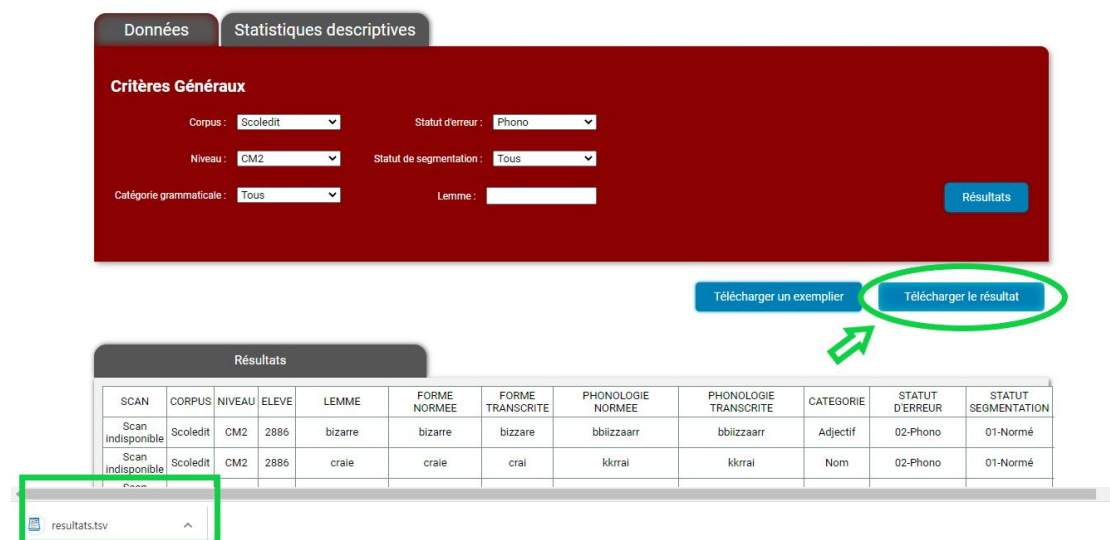 Données Statistiques descriptives
Critères Généraux
Corpus : Scoledit Statut d'erreur : Phono
Niveau : CM2 Statut de segmentation : Tous
Catégorie grammaticale : Tous Lemme :
Résultats
Télécharger un exemplier Télécharger le résultat
Résultats
SCAN CORPUS NIVEAU ELEVE LEMME FORME NORMEE FORME TRANSCRITE PHONOLOGIE NORMEE PHONOLOGIE TRANSCRITE CATEGORIE STATUT D'ERREUR STATUT SEGMENTATION
Scan indisponible Scoledit CM2 2886 bizarre bizarre bizzare bbiizzaarr bbiizzaarr Adjectif 02-Phono 01-Normé
Scan indisponible Scoledit CM2 2886 craie craie crai kkrrai kkrrai Nom 02-Phono 01-Normé
resultats.tsv